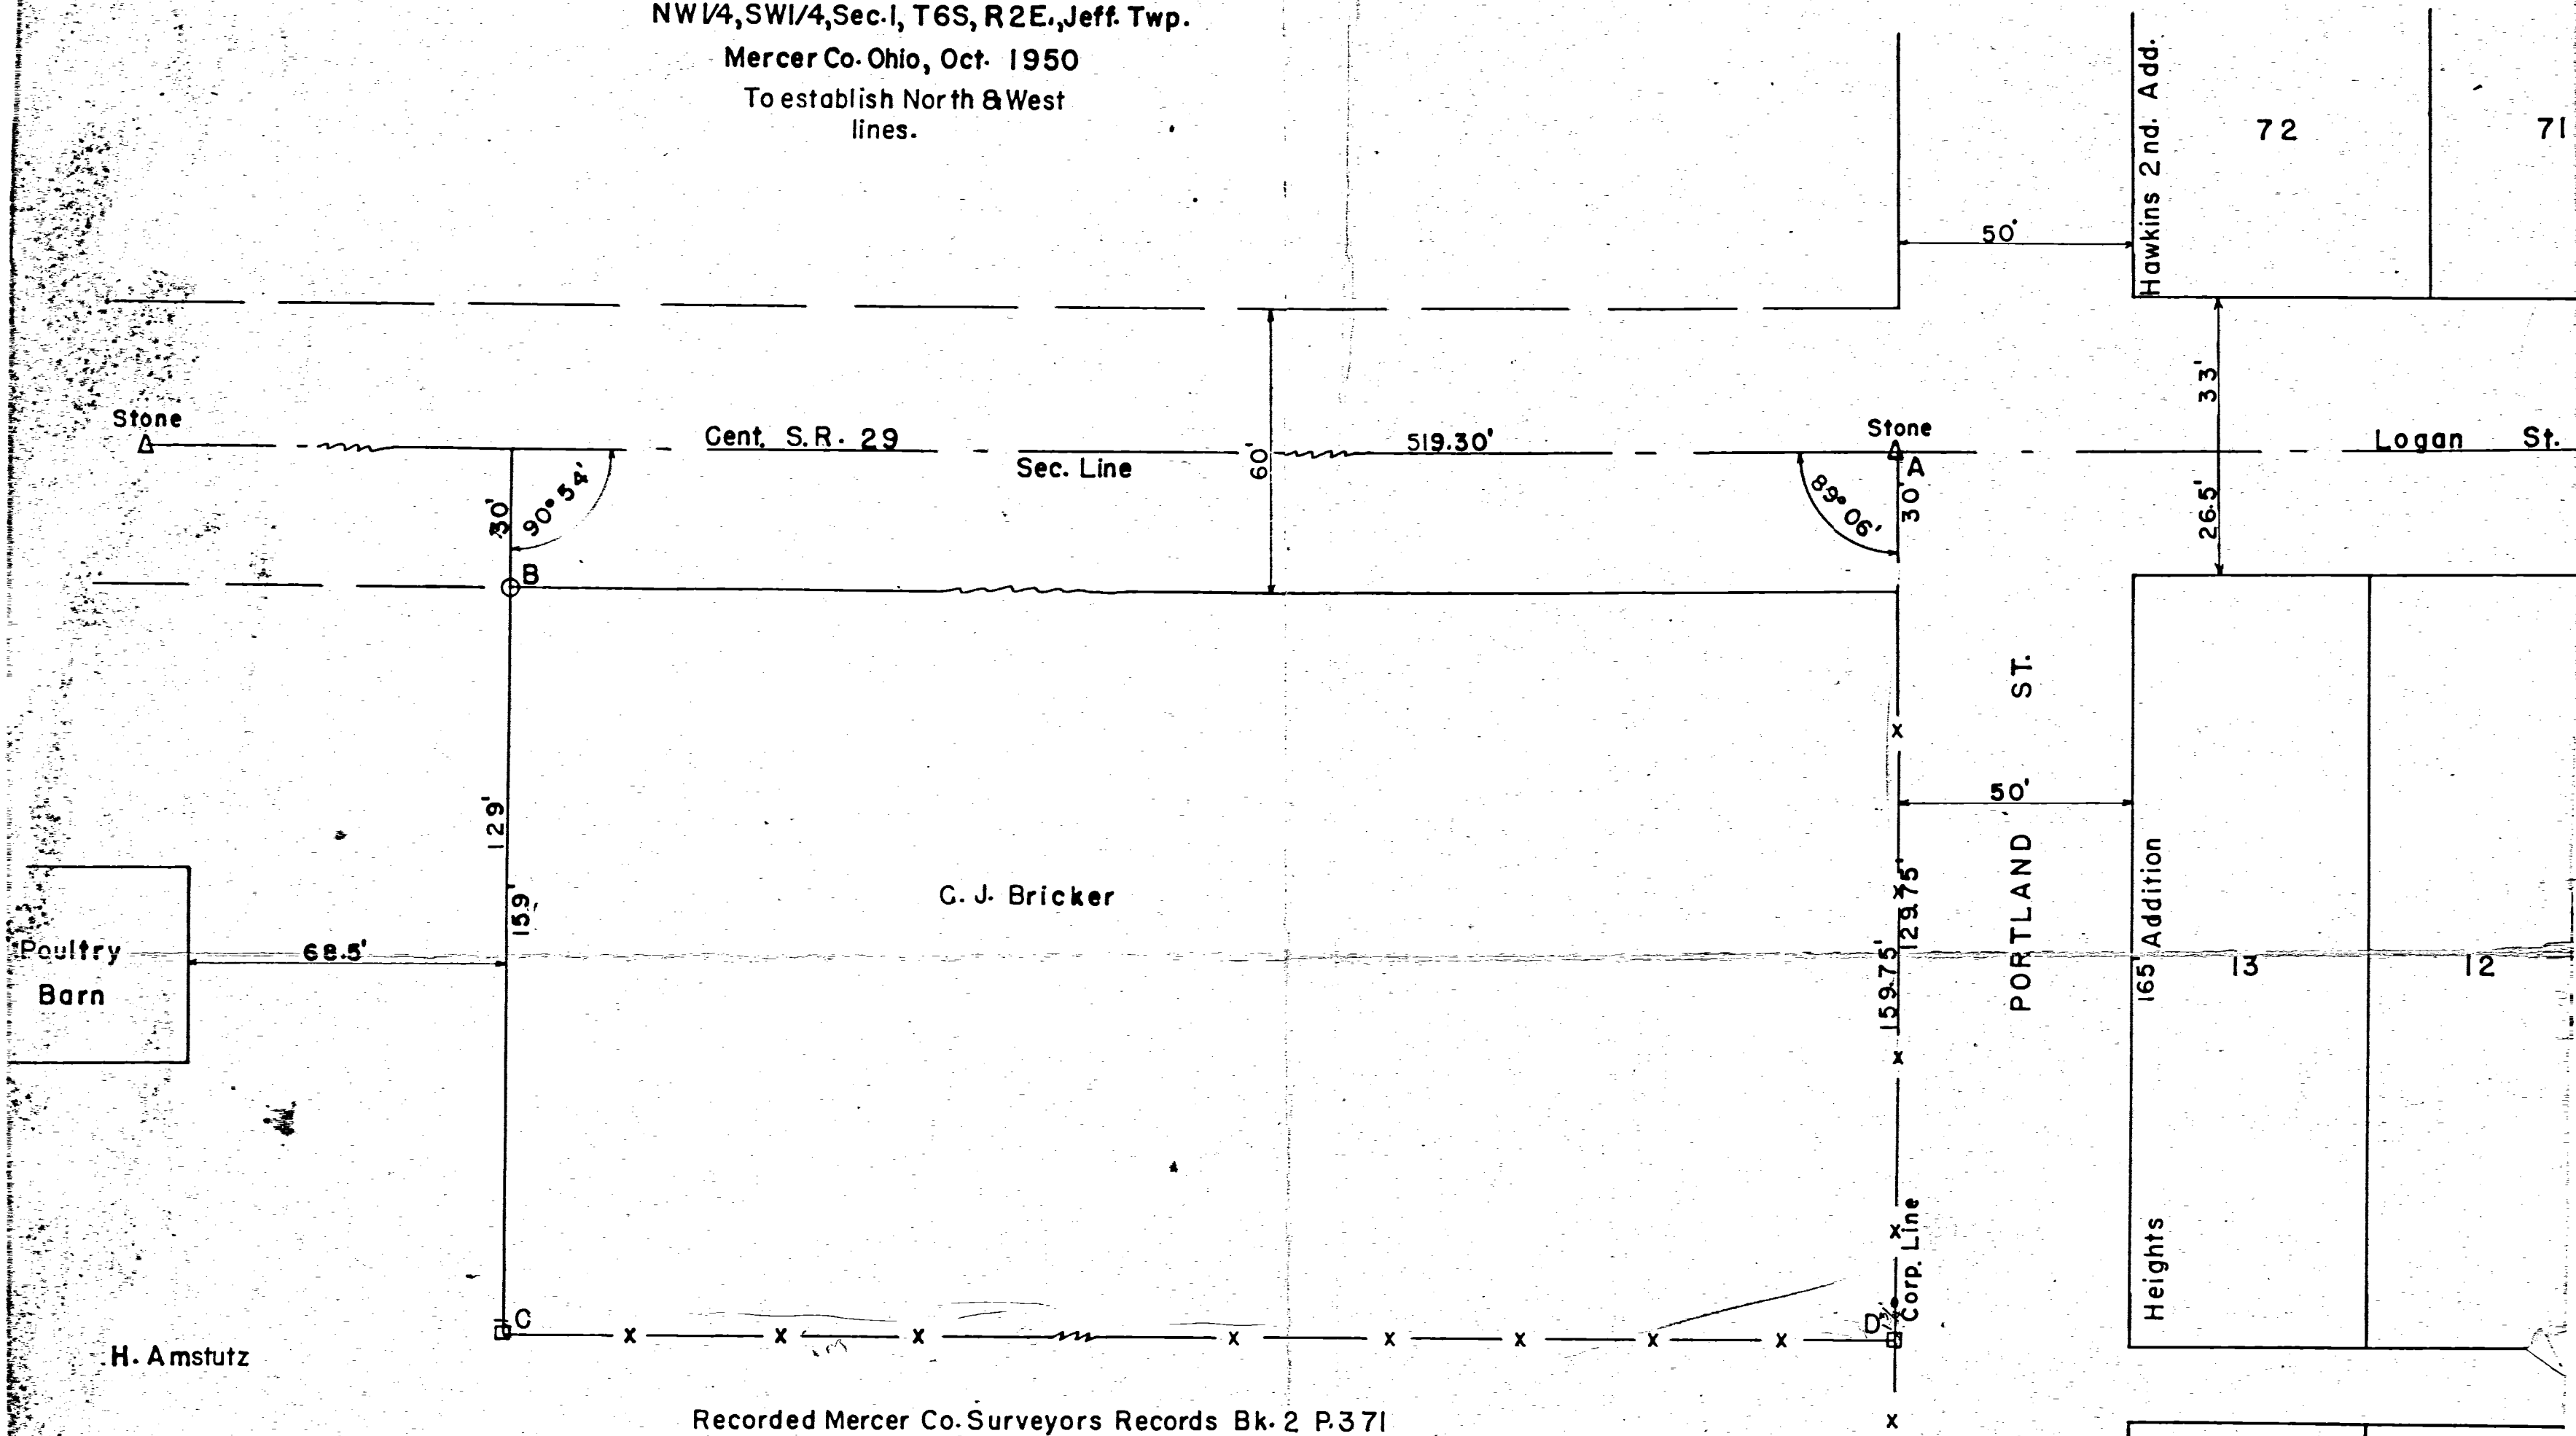 NW1/4,SW1/4,Sec.1, T6S, R2E.,Jeff. Twp.
Mercer Co. Ohio, Oct. 1950
To establish North & West
lines.
Hawkins 2nd. Add.
72
71
50'
33'
26.5'
Stone
Cent. S.R. 29
Sec. Line
60'
519.30'
Stone
A
Logan St.
30'
90° 54'
89° 06'
30'
B
PORTLAND ST.
50'
129'
159'
C. J. Bricker
129.75'
159.75'
Poultry
Barn
68.5'
Heights Addition
165
13
12
Corp. Line
C
D
H. Amstutz
Recorded Mercer Co. Surveyors Records Bk. 2 P.371